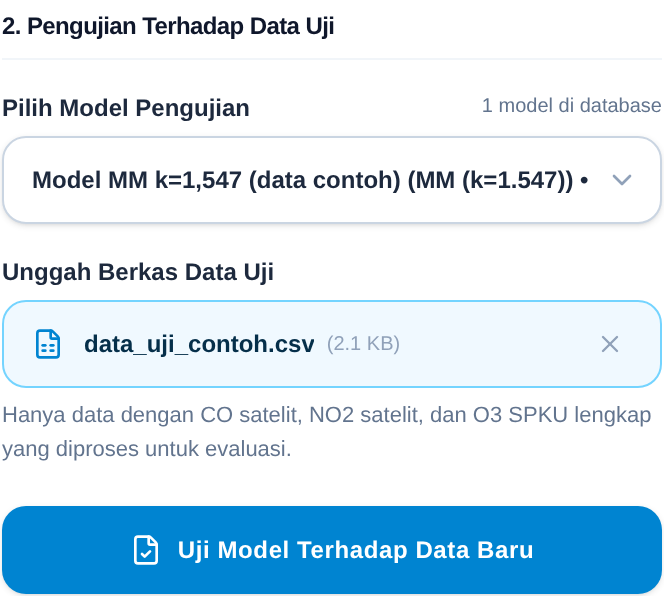 2. Pengujian Terhadap Data Uji
Pilih Model Pengujian
1 model di database
Model MM k=1,547 (data contoh) (MM (k=1.547)) •
Unggah Berkas Data Uji
data_uji_contoh.csv (2.1 KB)
Hanya data dengan CO satelit, NO2 satelit, dan O3 SPKU lengkap
yang diproses untuk evaluasi.
Uji Model Terhadap Data Baru